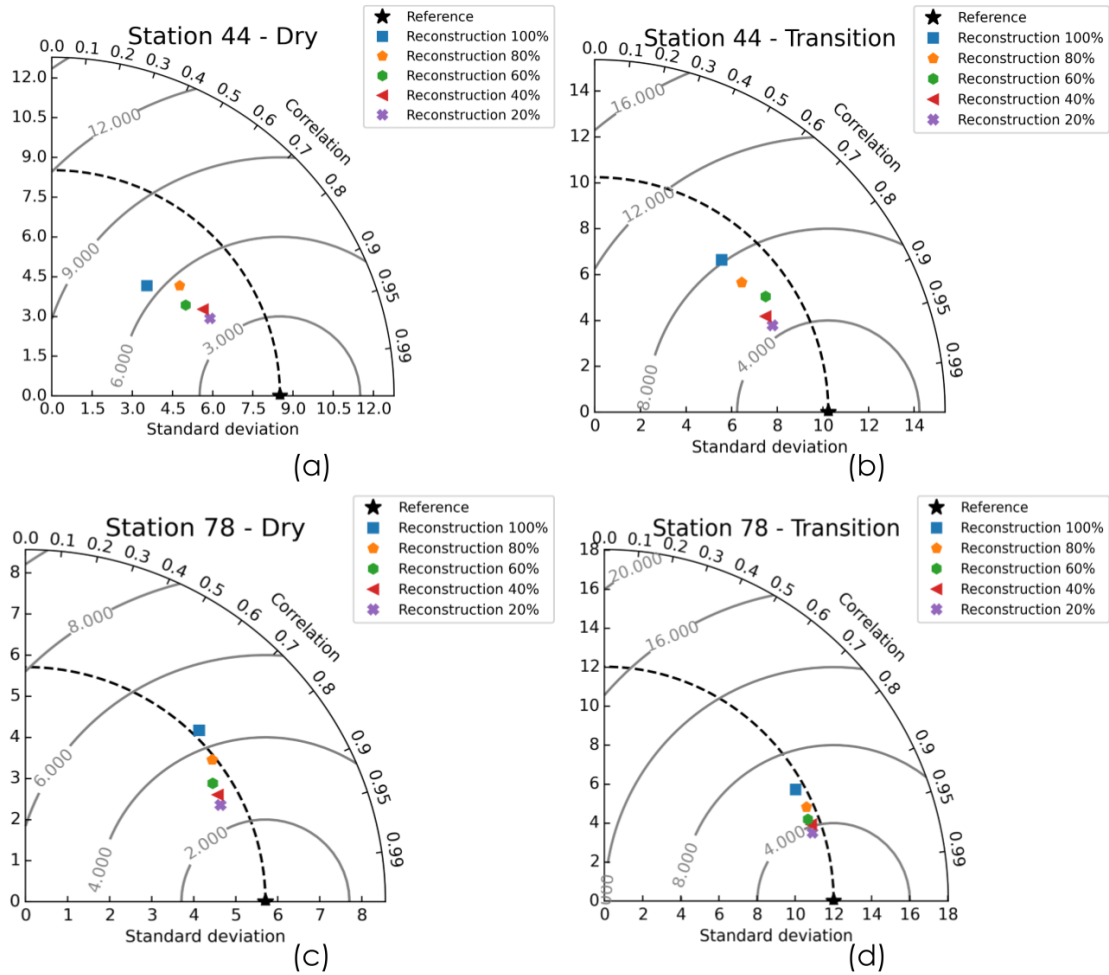 Station 44 - Dry
Reference
Reconstruction 100%
Reconstruction 80%
Reconstruction 60%
Reconstruction 40%
Reconstruction 20%
0.0 0.1 0.2 0.3 0.4 0.5 0.6 0.7 0.8 0.9 0.95 0.99
Correlation
12.0
10.5
9.0
7.5
6.0
4.5
3.0
1.5
0.0
12.000
9.000
6.000
3.000
0.0 1.5 3.0 4.5 6.0 7.5 9.0 10.5 12.0
Standard deviation
(a)
Station 44 - Transition
Reference
Reconstruction 100%
Reconstruction 80%
Reconstruction 60%
Reconstruction 40%
Reconstruction 20%
0.0 0.1 0.2 0.3 0.4 0.5 0.6 0.7 0.8 0.9 0.95 0.99
Correlation
14
12
10
8
6
4
2
0
16.000
12.000
8.000
4.000
0 2 4 6 8 10 12 14
Standard deviation
(b)
Station 78 - Dry
Reference
Reconstruction 100%
Reconstruction 80%
Reconstruction 60%
Reconstruction 40%
Reconstruction 20%
0.0 0.1 0.2 0.3 0.4 0.5 0.6 0.7 0.8 0.9 0.95 0.99
Correlation
8
7
6
5
4
3
2
1
0
8.000
6.000
4.000
2.000
0 1 2 3 4 5 6 7 8
Standard deviation
(c)
Station 78 - Transition
Reference
Reconstruction 100%
Reconstruction 80%
Reconstruction 60%
Reconstruction 40%
Reconstruction 20%
0.0 0.1 0.2 0.3 0.4 0.5 0.6 0.7 0.8 0.9 0.95 0.99
Correlation
18
16
14
12
10
8
6
4
2
0
20.000
16.000
8.000
4.000
0 2 4 6 8 10 12 14 16 18
Standard deviation
(d)